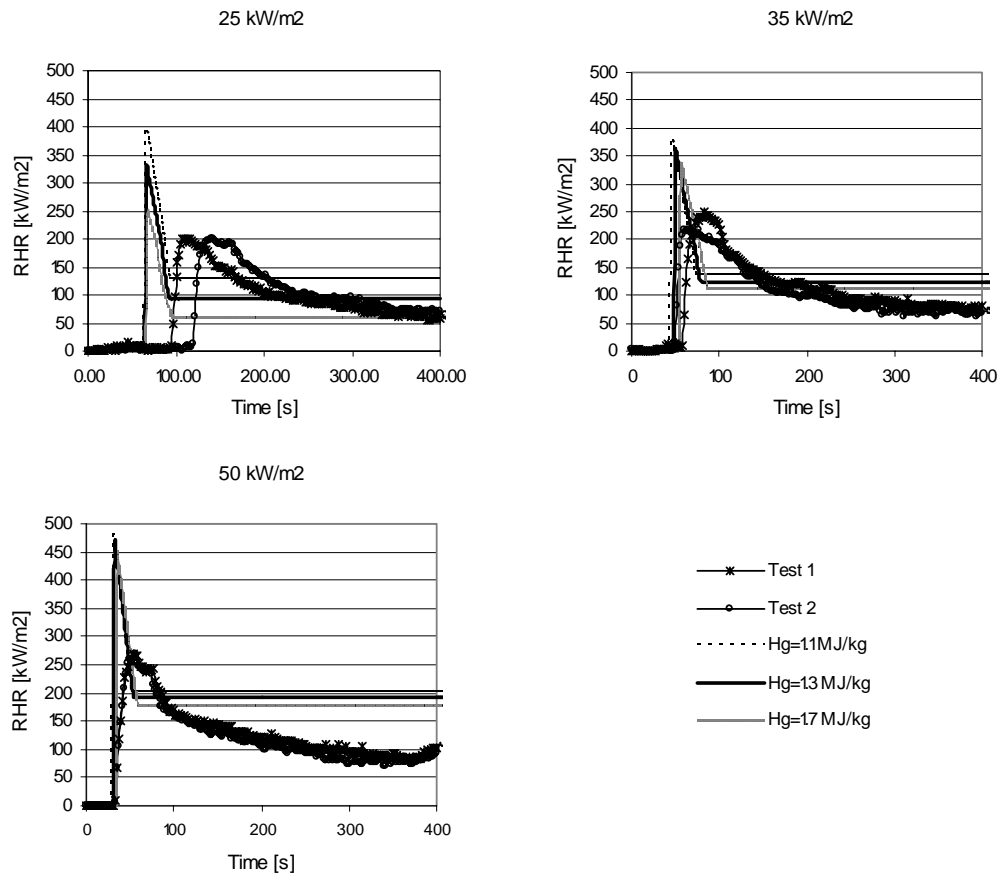 25 kW/m2
500
450
400
350
300
250
200
150
100
50
0
RHR [kW/m2]
0.00 100.00 200.00 300.00 400.00
Time [s]
35 kW/m2
500
450
400
350
300
250
200
150
100
50
0
RHR [kW/m2]
0 100 200 300 400
Time [s]
50 kW/m2
500
450
400
350
300
250
200
150
100
50
0
RHR [kW/m2]
0 100 200 300 400
Time [s]
Test 1
Test 2
Hg=1.1 MJ/kg
Hg=1.3 MJ/kg
Hg=1.7 MJ/kg